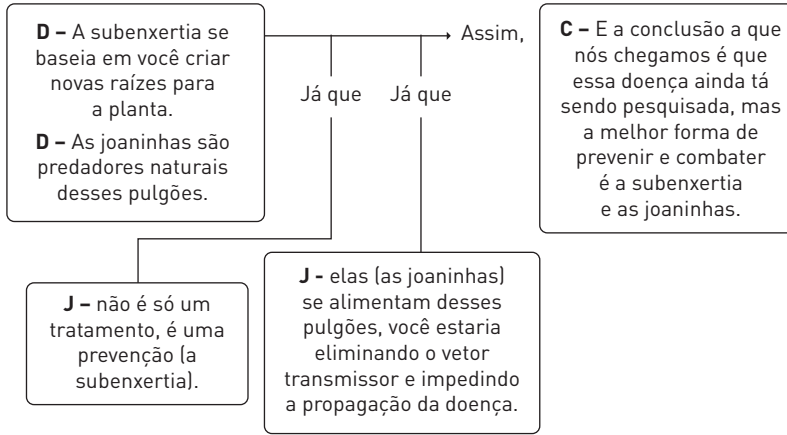 D – A subenxertia se
baseia em você criar
novas raízes para
a planta.
D – As joaninhas são
predadores naturais
desses pulgões.
Já que
Já que
Assim,
C – E a conclusão a que
nós chegamos é que
essa doença ainda tá
sendo pesquisada, mas
a melhor forma de
prevenir e combater
é a subenxertia
e as joaninhas.
J – não é só um
tratamento, é uma
prevenção (a
subenxertia).
J - elas (as joaninhas)
se alimentam desses
pulgões, você estaria
eliminando o vetor
transmissor e impedindo
a propagação da doença.